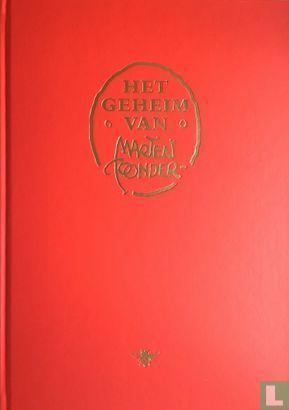 HET
GEHEIM
VAN
MARTEN
TOONDER
L